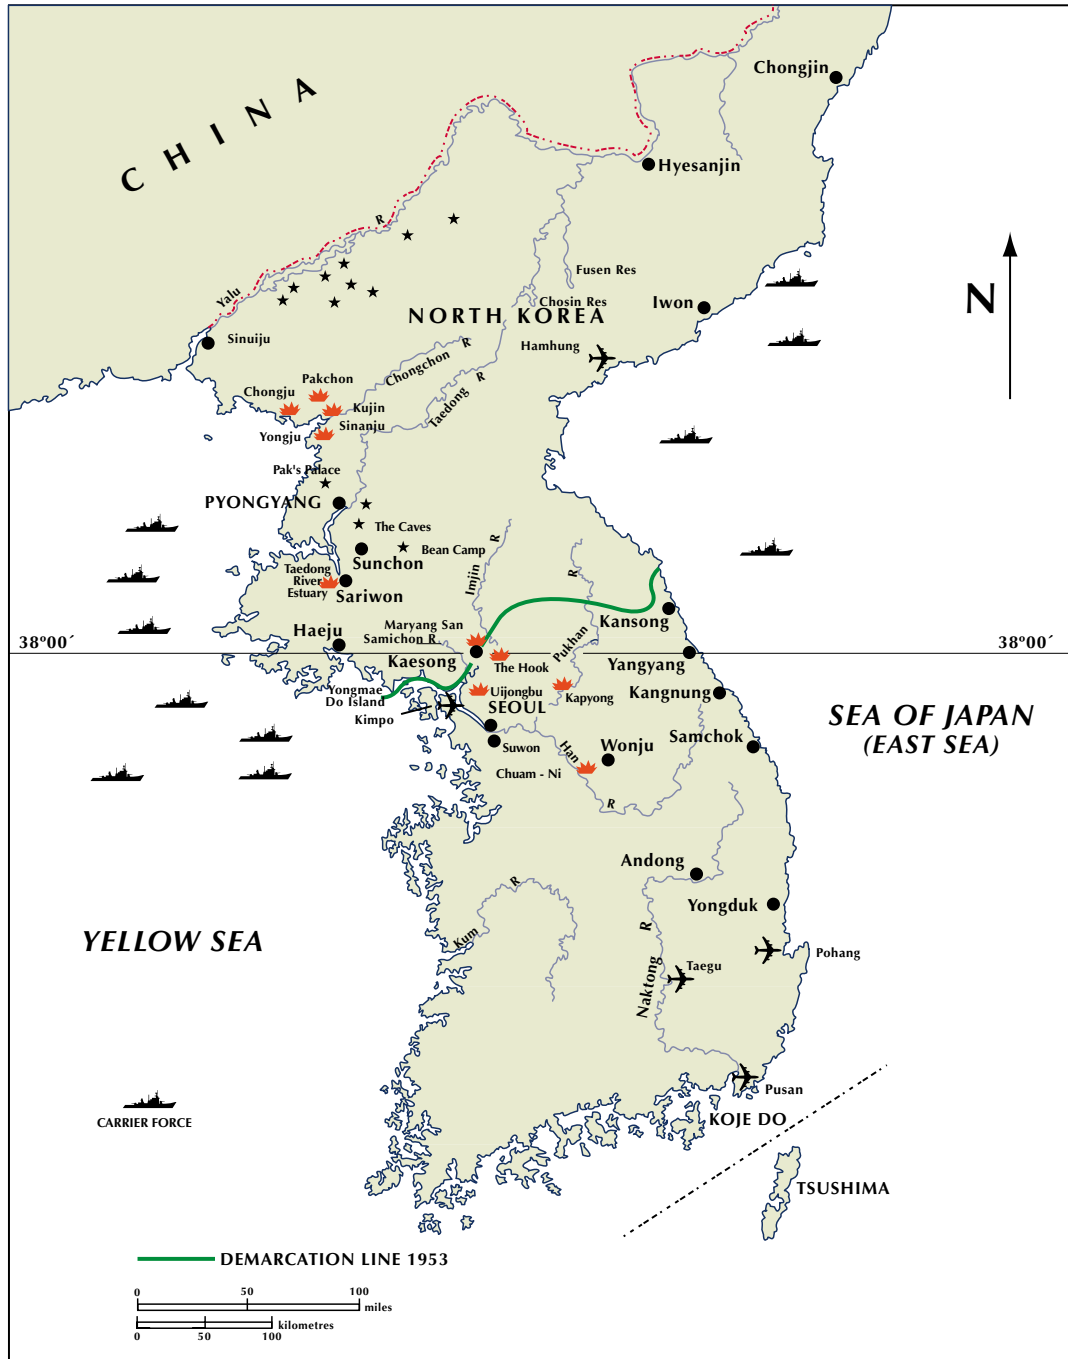 Chongjin
CHINA
Hyesanjin
R
Yalu
Fusen Res
Chosin Res
Iwon
N
NORTH KOREA
Sinuiju
Hamhung
Chongchon R
Taedong R
Pakchon
Chongju
Kujin
Sinanju
Yongju
Pak's Palace
PYONGYANG
The Caves
Bean Camp
Sunchon
Taedong
River
Estuary
Sariwon
Imjin R
R
Pukhan
Kansong
Maryang San
Samichon R.
Haeju
38°00´
38°00´
Kaesong
The Hook
Yangyang
Yongmae
Do Island
Uijongbu
Kapyong
Kangnung
Kimpo
SEOUL
SEA OF JAPAN
(EAST SEA)
Suwon
Han
Wonju
Samchok
Chuam - Ni
R
Andong
R
Kum
Yongduk
YELLOW SEA
Naktong R
Taegu
Pohang
Pusan
CARRIER FORCE
KOJE DO
TSUSHIMA
DEMARCATION LINE 1953
0 50 100
miles
kilometres
0 50 100